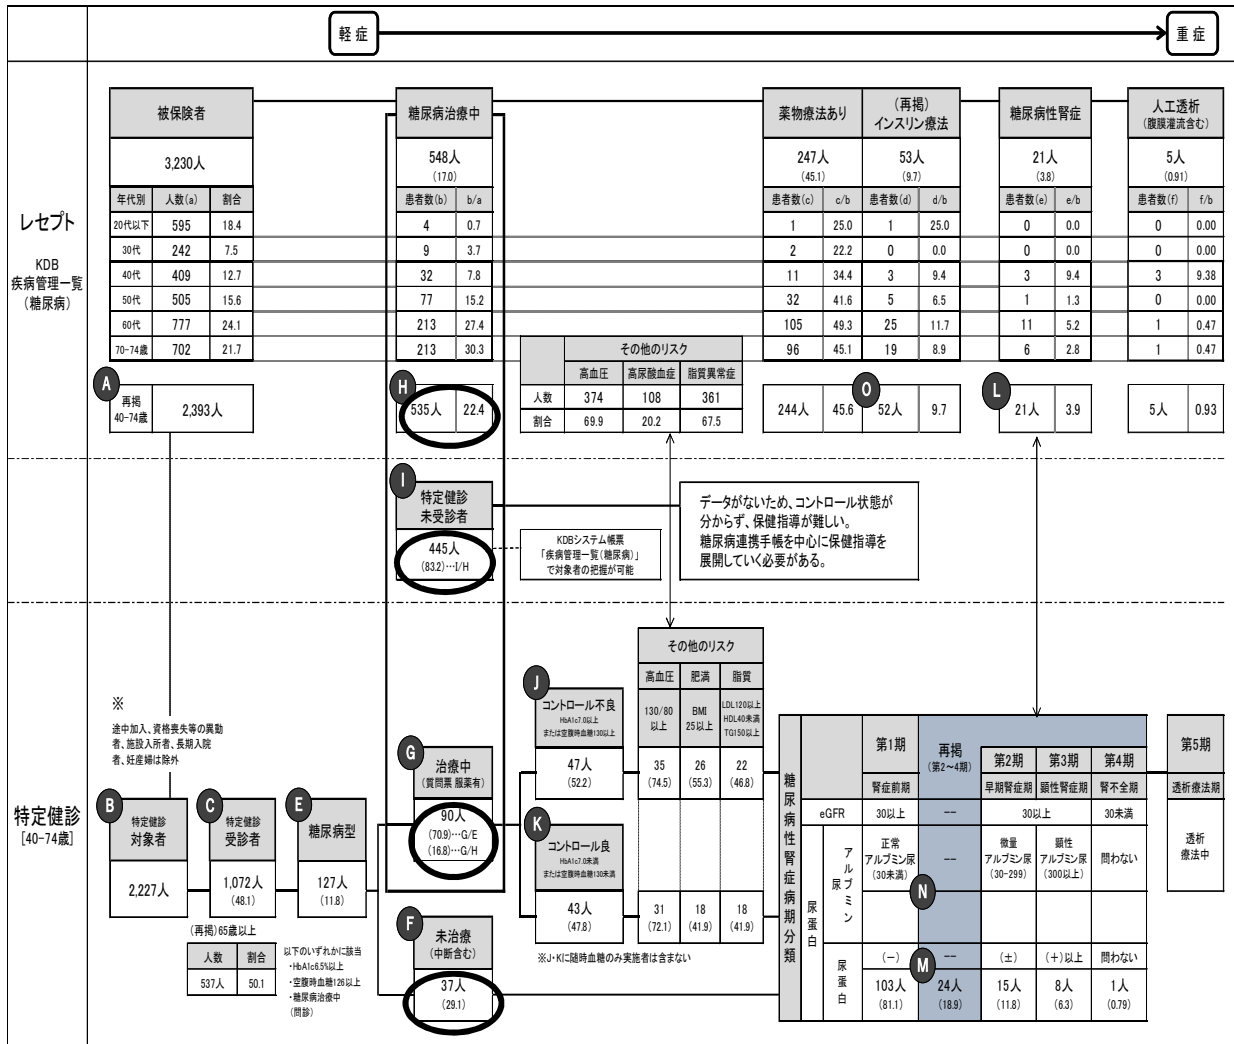 軽症
重症
レセプト
KDB
疾病管理一覧
(糖尿病)
被保険者
3,230人
年代別 人数(a) 割合
20代以下 595 18.4
30代 242 7.5
40代 409 12.7
50代 505 15.6
60代 777 24.1
70-74歳 702 21.7
A
再掲
40-74歳
2,393人
糖尿病治療中
548人
(17.0)
患者数(b) b/a
4 0.7
9 3.7
32 7.8
77 15.2
213 27.4
213 30.3
H
535人 22.4
その他のリスク
高血圧 高尿酸血症 脂質異常症
人数 374 108 361
割合 69.9 20.2 67.5
薬物療法あり
247人
(45.1)
患者数(c) c/b
1 25.0
2 22.2
11 34.4
32 41.6
105 49.3
96 45.1
244人 45.6
(再掲)
インスリン療法
53人
(9.7)
患者数(d) d/b
1 25.0
0 0.0
3 9.4
5 6.5
25 11.7
19 8.9
O
52人 9.7
糖尿病性腎症
21人
(3.8)
患者数(e) e/b
0 0.0
0 0.0
3 9.4
1 1.3
11 5.2
6 2.8
L
21人 3.9
人工透析
(腹膜灌流含む)
5人
(0.91)
患者数(f) f/b
0 0.00
0 0.00
3 9.38
0 0.00
1 0.47
1 0.47
5人 0.93
I
特定健診
未受診者
445人
(83.2)…I/H
KDBシステム帳票
「疾病管理一覧(糖尿病)」
で対象者の把握が可能
データがないため、コントロール状態が
分からず、保健指導が難しい。
糖尿病連携手帳を中心に保健指導を
展開していく必要がある。
特定健診
[40-74歳]
※
途中加入、資格喪失等の異動
者、施設入所者、長期入院
者、妊産婦は除外
B
特定健診
対象者
2,227人
C
特定健診
受診者
1,072人
(48.1)
(再掲)65歳以上
人数 割合
537人 50.1
E
糖尿病型
127人
(11.8)
以下のいずれかに該当
・HbA1c6.5%以上
・空腹時血糖126以上
・糖尿病治療中
(問診)
G
治療中
(質問票 服薬有)
90人
(70.9)…G/E
(16.8)…G/H
F
未治療
(中断含む)
37人
(29.1)
J
コントロール不良
HbA1c7.0以上
または空腹時血糖130以上
47人
(52.2)
K
コントロール良
HbA1c7.0未満
または空腹時血糖130未満
43人
(47.8)
※J・Kに随時血糖のみ実施者は含まない
その他のリスク
高血圧 肥満 脂質
130/80
以上
BMI
25以上
LDL120以上
HDL40未満
TG150以上
35 26 22
(74.5) (55.3) (46.8)
31 18 18
(72.1) (41.9) (41.9)
糖尿病性腎症病期分類
第1期
腎症前期
再掲
(第2~4期)
第2期 第3期 第4期
早期腎症期 顕性腎症期 腎不全期
第5期
透析療法期
eGFR 30以上 -- 30以上 30未満
尿蛋白
尿アルブミン
正常
アルブミン尿
(30未満)
--
微量
アルブミン尿
(30-299)
顕性
アルブミン尿
(300以上)
問わない
透析
療法中
N
尿蛋白
(-) -- (±) (+)以上 問わない
M
103人 24人 15人 8人 1人
(81.1) (18.9) (11.8) (6.3) (0.79)